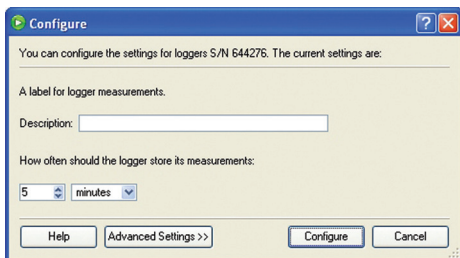 Configure
You can configure the settings for loggers S/N 644276. The current settings are:
A label for logger measurements.
Description:
How often should the logger store its measurements:
5 minutes
Help Advanced Settings >> Configure Cancel